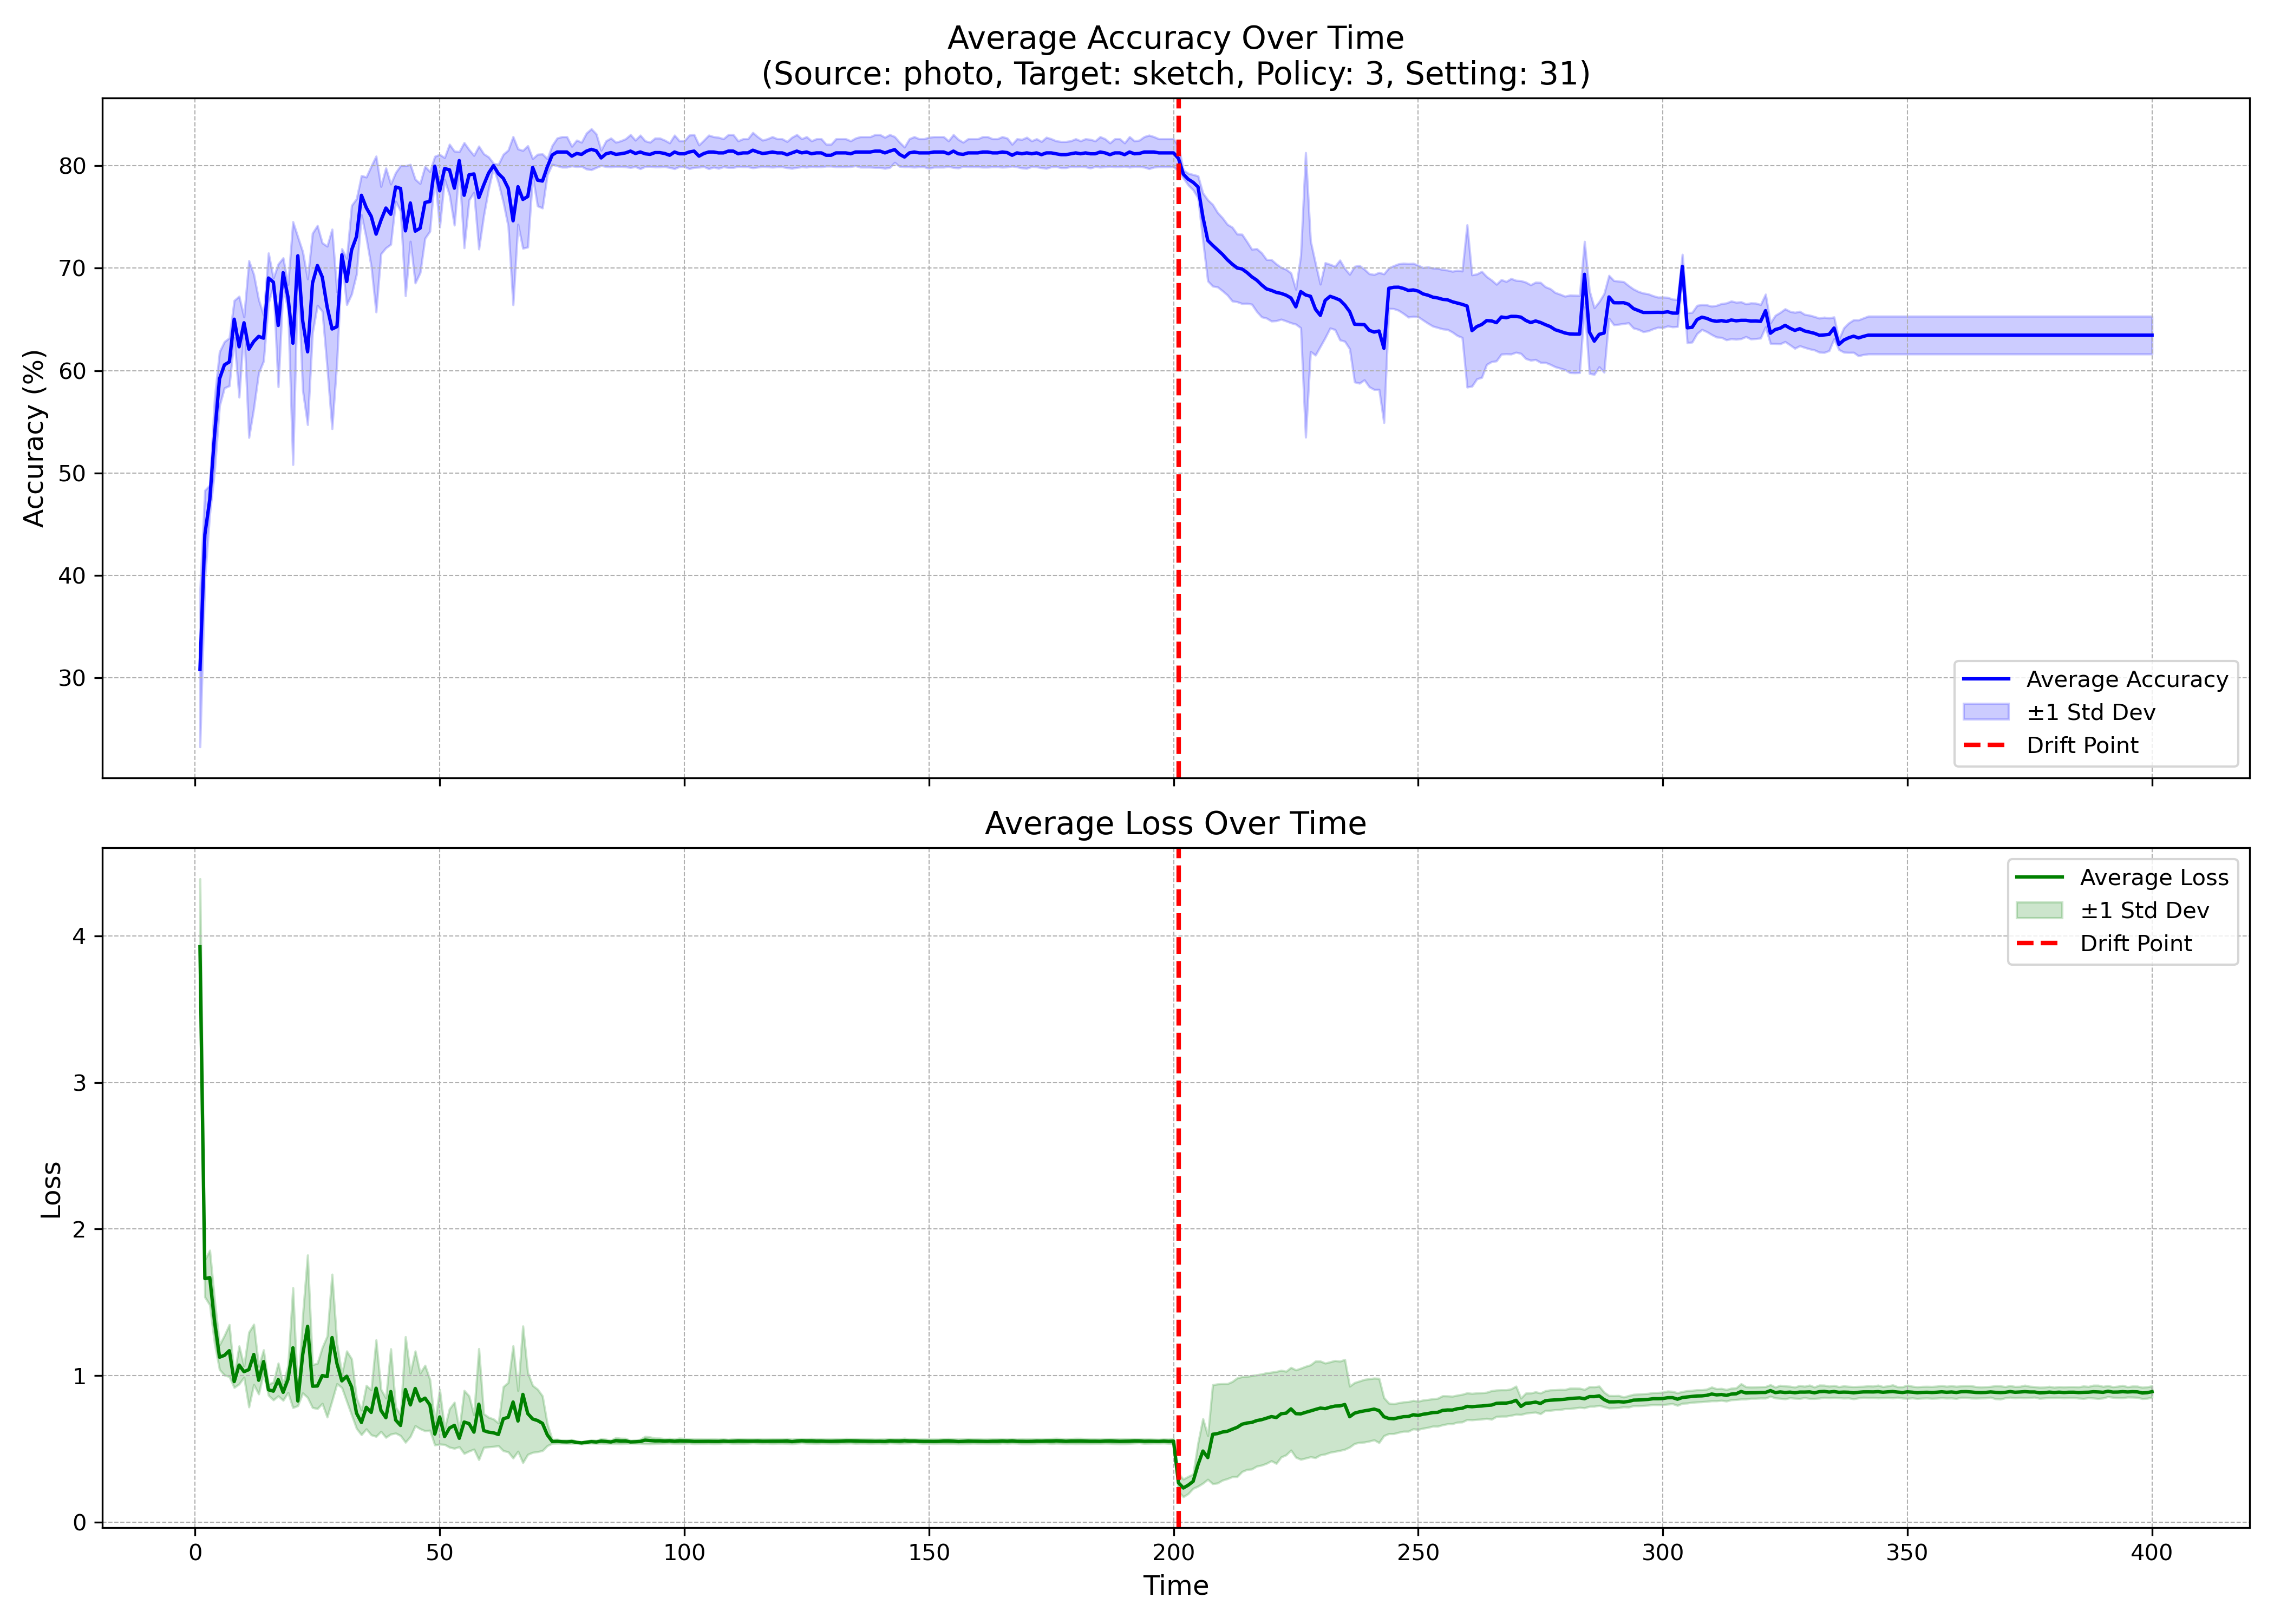 Average Accuracy Over Time
(Source: photo, Target: sketch, Policy: 3, Setting: 31)
Accuracy (%)
80
70
60
50
40
30
Average Accuracy
±1 Std Dev
Drift Point
Average Loss Over Time
Loss
4
3
2
1
0
Average Loss
±1 Std Dev
Drift Point
0 50 100 150 200 250 300 350 400
Time